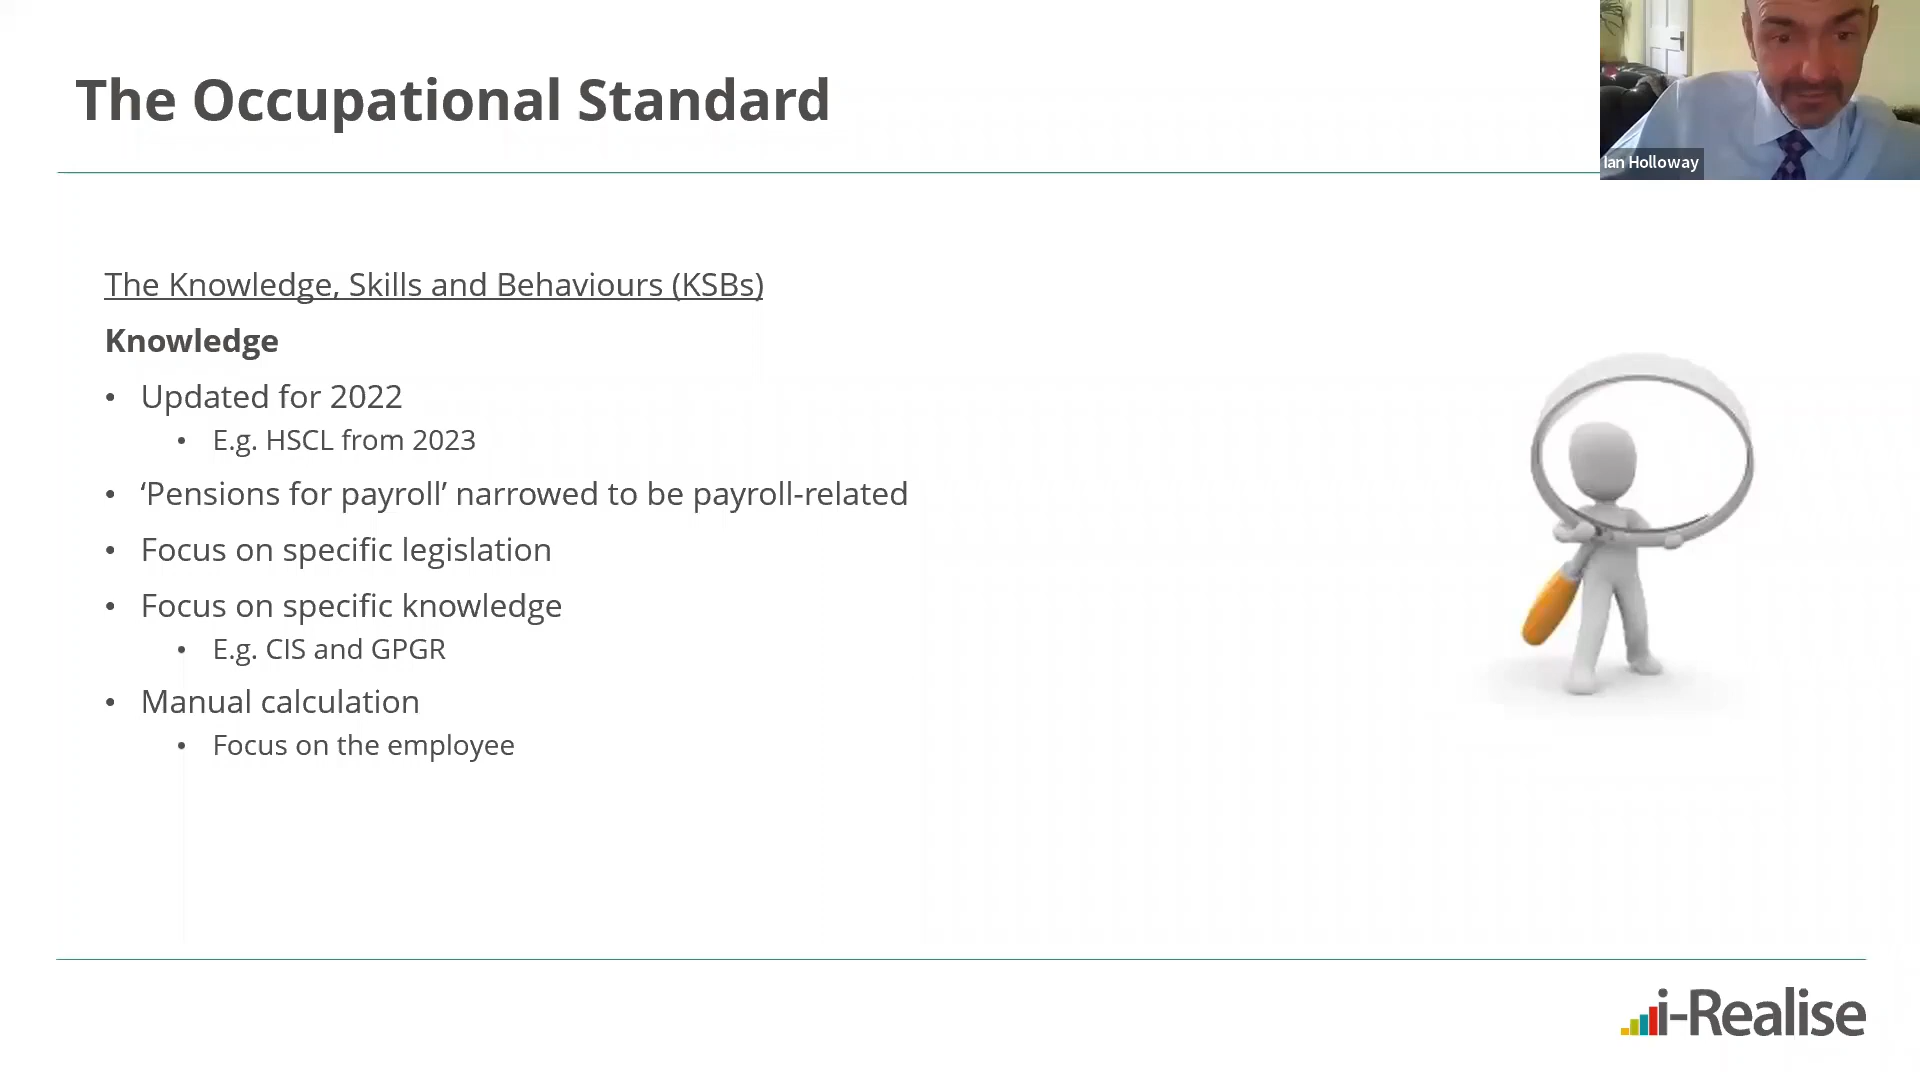 The Occupational Standard
Ian Holloway
The Knowledge, Skills and Behaviours (KSBs)
Knowledge
• Updated for 2022
• E.g. HSCL from 2023
• ‘Pensions for payroll’ narrowed to be payroll-related
• Focus on specific legislation
• Focus on specific knowledge
• E.g. CIS and GPGR
• Manual calculation
• Focus on the employee
i-Realise